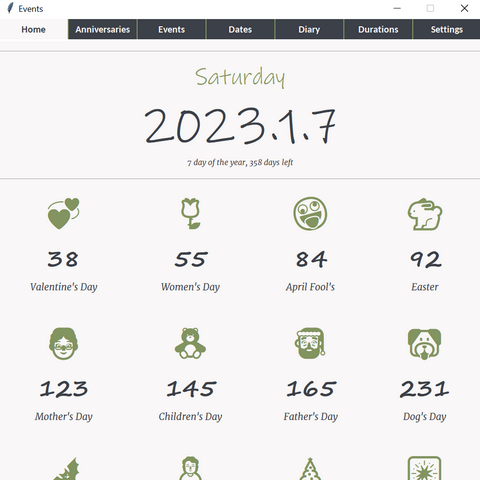 Events
Home Anniversaries Events Dates Diary Durations Settings
Saturday
2023.1.7
7 day of the year, 358 days left
38 55 84 92
Valentine's Day Women's Day April Fool's Easter
123 145 165 231
Mother's Day Children's Day Father's Day Dog's Day